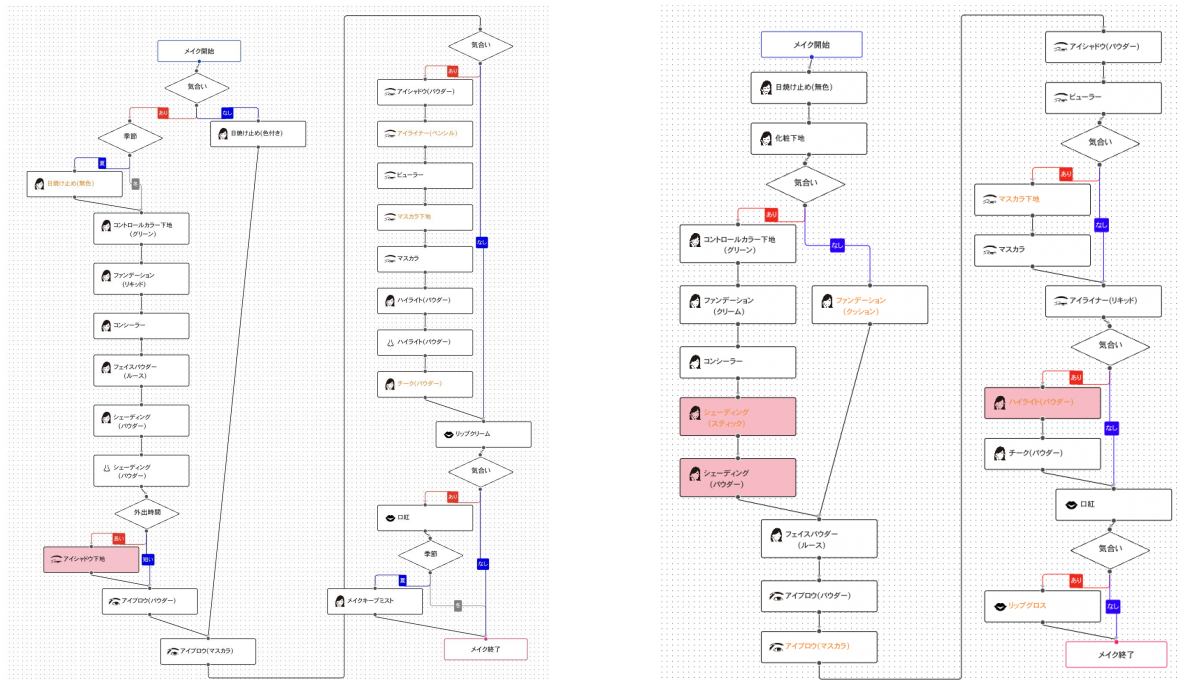 メイク開始
気合い
あり
なし
季節
日焼け止め(色付き)
夏
冬
日焼け止め(無色)
コントロールカラー下地
(グリーン)
ファンデーション
(リキッド)
コンシーラー
フェイスパウダー
(ルース)
シェーディング
(パウダー)
シェーディング
(パウダー)
外出時間
短い
アイシャドウ下地
アイブロウ(パウダー)
アイブロウ(マスカラ)
気合い
あり
アイシャドウ(パウダー)
アイライナー(ペンシル)
ビューラー
マスカラ下地
なし
マスカラ
ハイライト(パウダー)
ハイライト(パウダー)
チーク(パウダー)
リップクリーム
気合い
あり
口紅
季節
なし
夏
メイクキープミスト
冬
メイク終了
メイク開始
日焼け止め(無色)
化粧下地
気合い
あり
なし
コントロールカラー下地
(グリーン)
ファンデーション
(クリーム)
ファンデーション
(クッション)
コンシーラー
シェーディング
(スティック)
シェーディング
(パウダー)
フェイスパウダー
(ルース)
アイブロウ(パウダー)
アイブロウ(マスカラ)
アイシャドウ(パウダー)
ビューラー
気合い
あり
マスカラ下地
なし
マスカラ
アイライナー(リキッド)
気合い
あり
ハイライト(パウダー)
なし
チーク(パウダー)
口紅
気合い
あり
リップグロス
なし
メイク終了